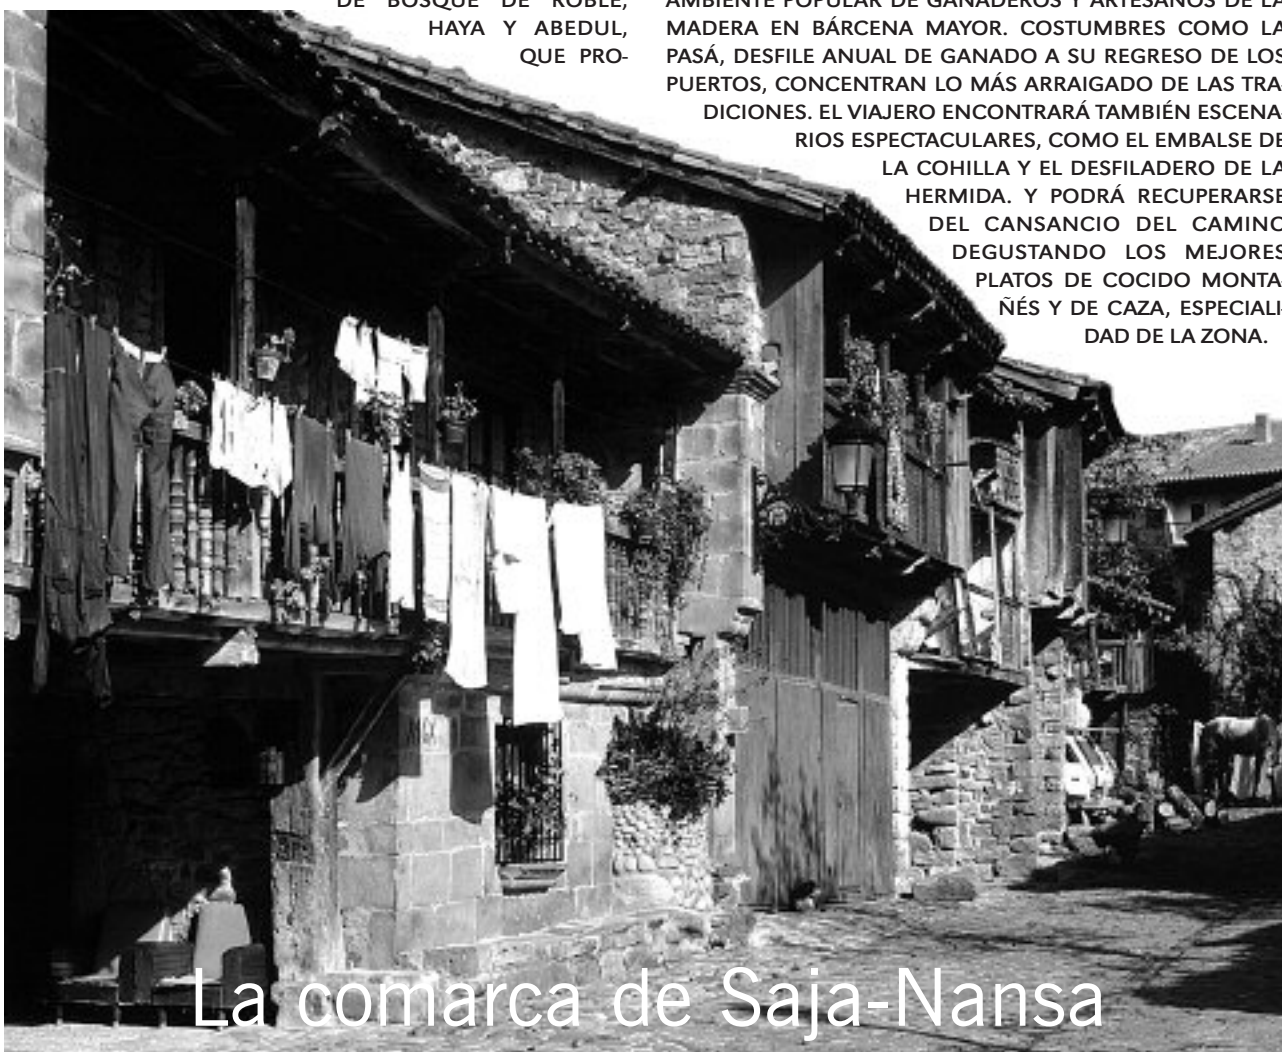 DE BOSQUE DE ROBLE,
HAYA Y ABEDUL,
QUE PRO-
AMBIENTE POPULAR DE GANADEROS Y ARTESANOS DE LA
MADERA EN BÁRCENA MAYOR. COSTUMBRES COMO LA
PASÁ, DESFILE ANUAL DE GANADO A SU REGRESO DE LOS
PUERTOS, CONCENTRAN LO MÁS ARRAIGADO DE LAS TRA-
DICIONES. EL VIAJERO ENCONTRARÁ TAMBIÉN ESCENA-
RIOS ESPECTACULARES, COMO EL EMBALSE DE
LA COHILLA Y EL DESFILADERO DE LA
HERMIDA. Y PODRÁ RECUPERARSE
DEL CANSANCIO DEL CAMINO
DEGUSTANDO LOS MEJORES
PLATOS DE COCIDO MONTA-
ÑÉS Y DE CAZA, ESPECIALI-
DAD DE LA ZONA.
La comarca de Saja-Nansa